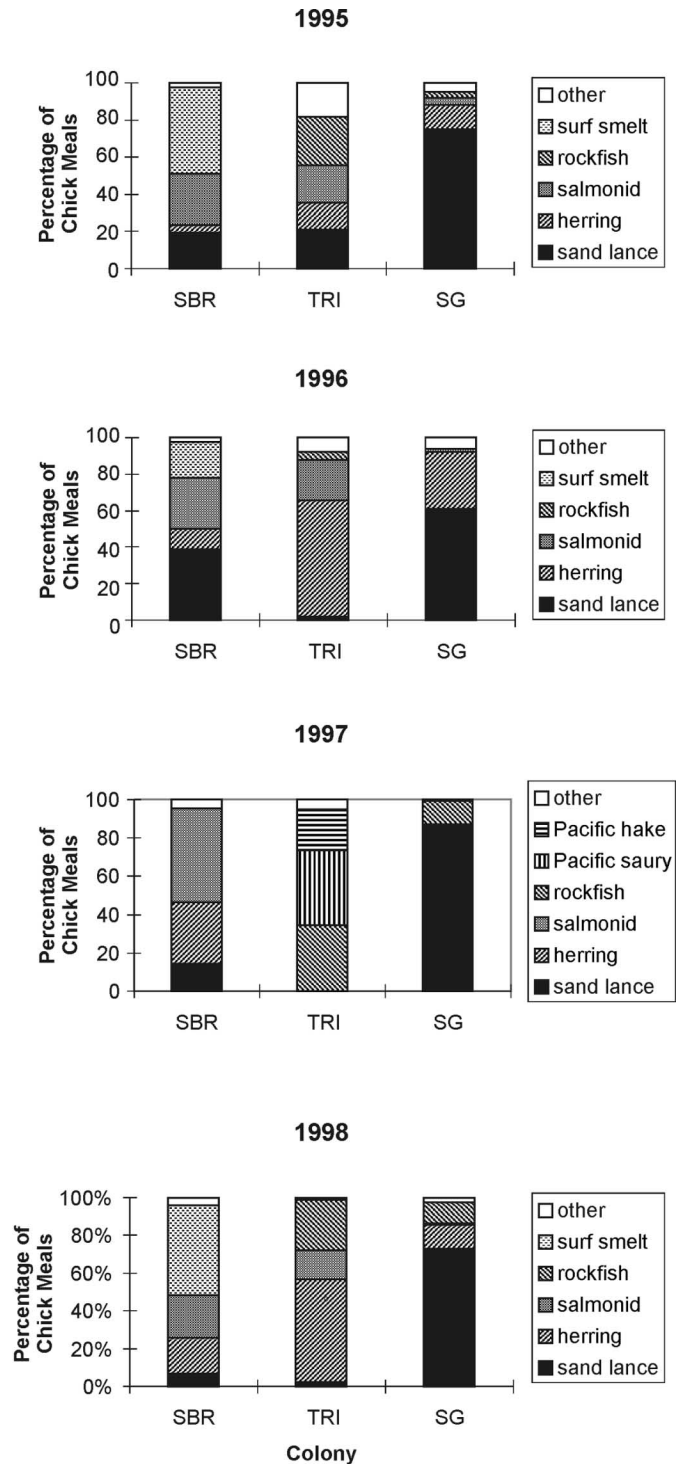 1995
Percentage of
Chick Meals
100
80
60
40
20
0
SBR
TRI
SG
other
surf smelt
rockfish
salmonid
herring
sand lance
1996
Percentage of
Chick Meals
100
80
60
40
20
0
SBR
TRI
SG
other
surf smelt
rockfish
salmonid
herring
sand lance
1997
Percentage of
Chick Meals
100
80
60
40
20
0
SBR
TRI
SG
other
Pacific hake
Pacific saury
rockfish
salmonid
herring
sand lance
1998
Percentage of
Chick Meals
100%
80%
60%
40%
20%
0%
SBR
TRI
SG
Colony
other
surf smelt
rockfish
salmonid
herring
sand lance